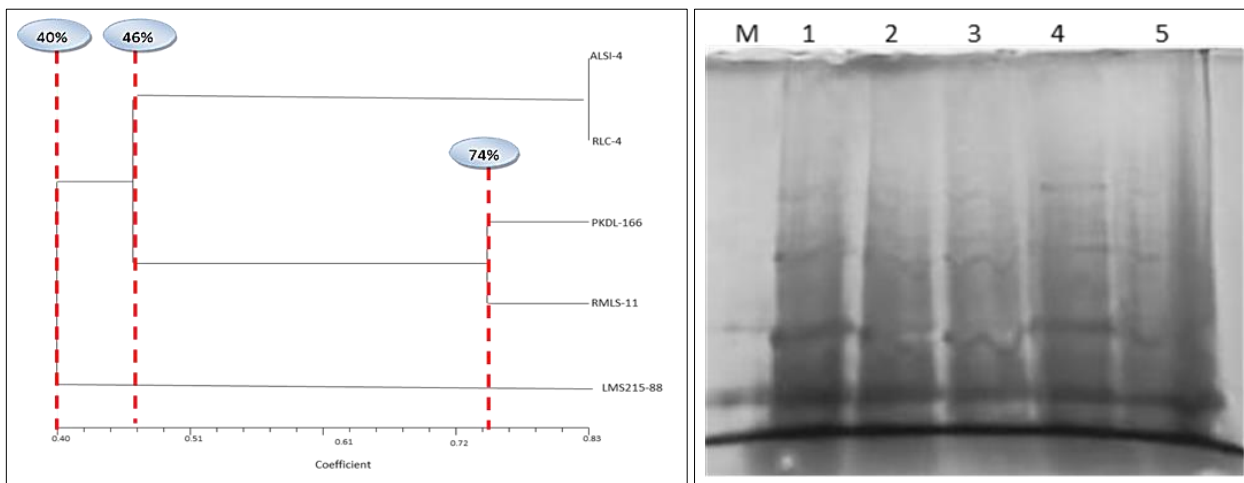 40%
46%
ALSI-4
RLC-4
74%
PKDL-166
RMLS-11
LMS215-88
0.40 0.51 0.61 0.72 0.83
Coefficient
M 1 2 3 4 5